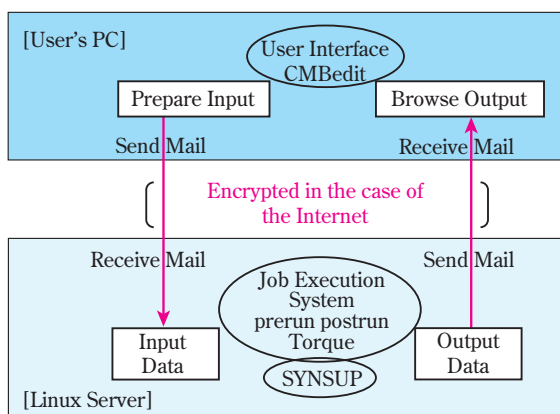 [User's PC]
User Interface
CMBedit
Prepare Input
Browse Output
Send Mail
Receive Mail
Encrypted in the case of
the Internet
Receive Mail
Send Mail
Job Execution
System
prerun postrun
Torque
Input
Data
Output
Data
SYNSUP
[Linux Server]